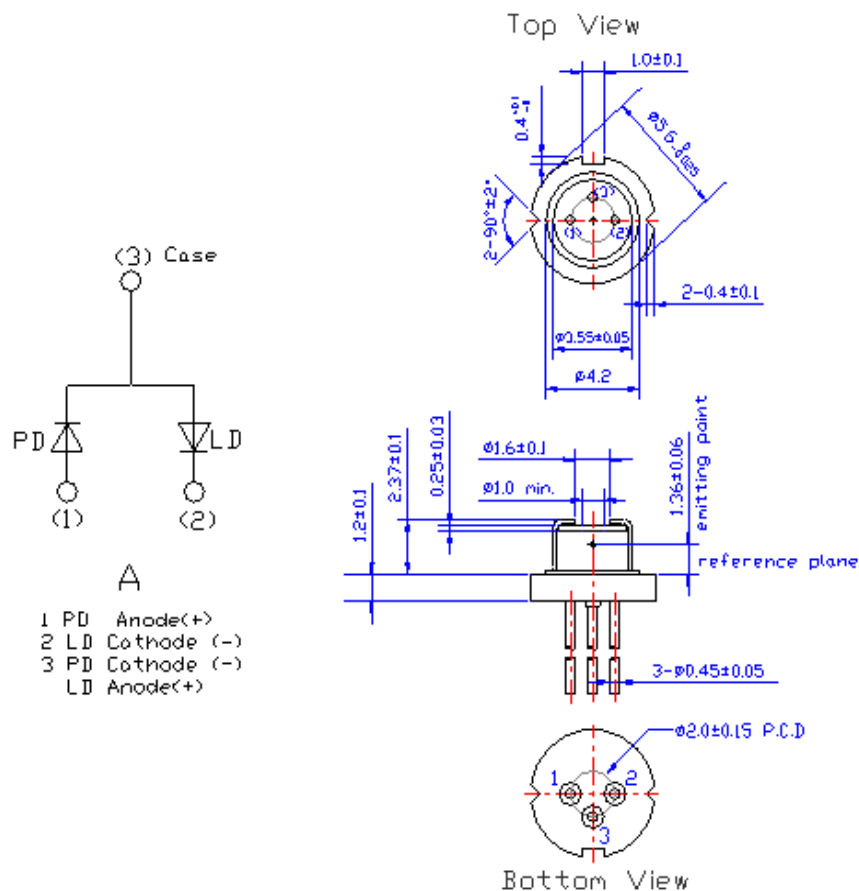 Top View
1.0±0.1
ø5.6
2-90°±2°
(3)
(1)
(2)
2-0.4±0.1
ø3.55±0.05
ø4.2
(3) Case
PD
LD
(1)
(2)
A
1 PD Anode(+)
2 LD Cathode (-)
3 PD Cathode (-)
LD Anode(+)
1.2±0.1
2.37±0.1
0.25±0.03
ø1.6±0.1
ø1.0 min.
1.36±0.06
emitting point
reference plane
3-ø0.45±0.05
ø2.0±0.15 P.C.D
1
2
3
Bottom View